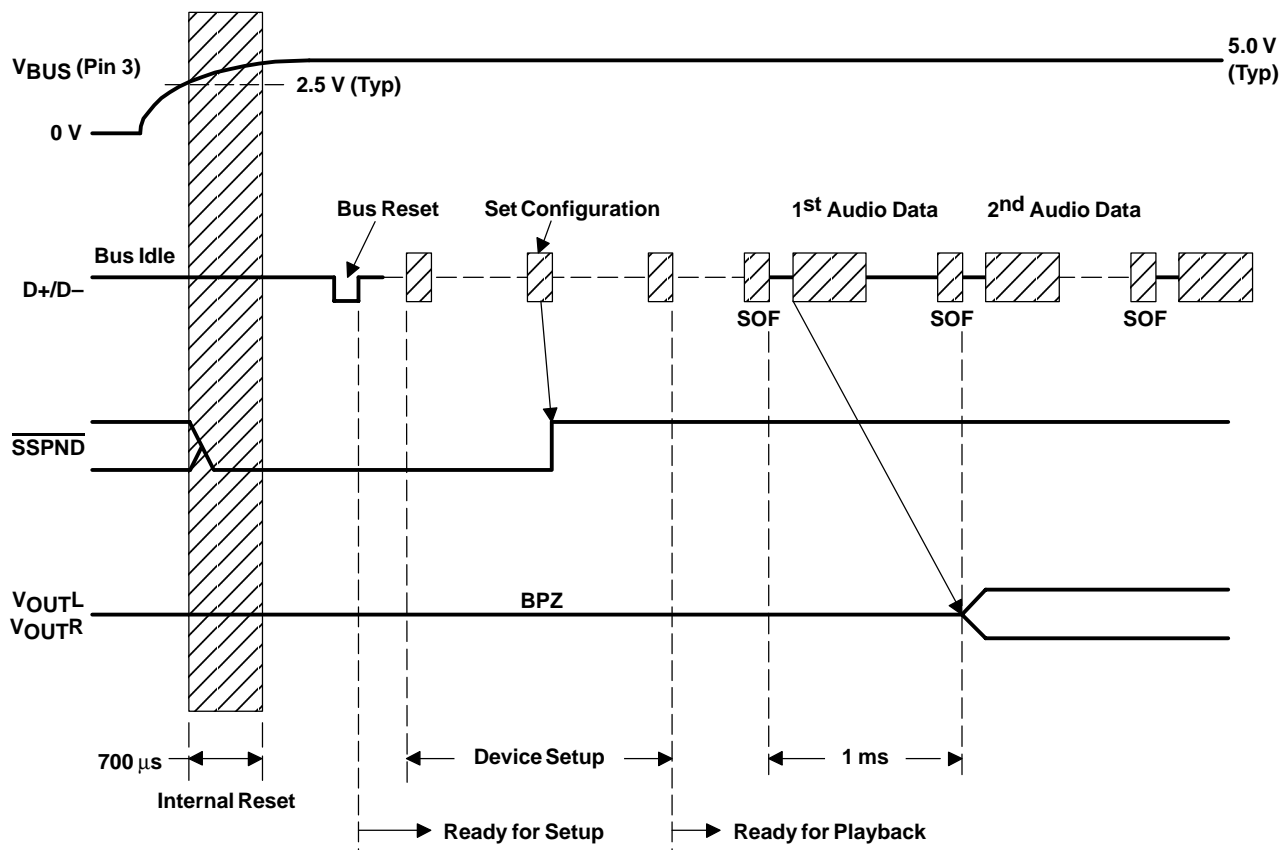 VBUS (Pin 3)
5.0 V
(Typ)
2.5 V (Typ)
0 V
Bus Reset
Set Configuration
1st Audio Data
2nd Audio Data
Bus Idle
D+/D–
SOF
SOF
SOF
SSPND
VOUTL
VOUTR
BPZ
700 μs
Device Setup
1 ms
Internal Reset
Ready for Setup
Ready for Playback